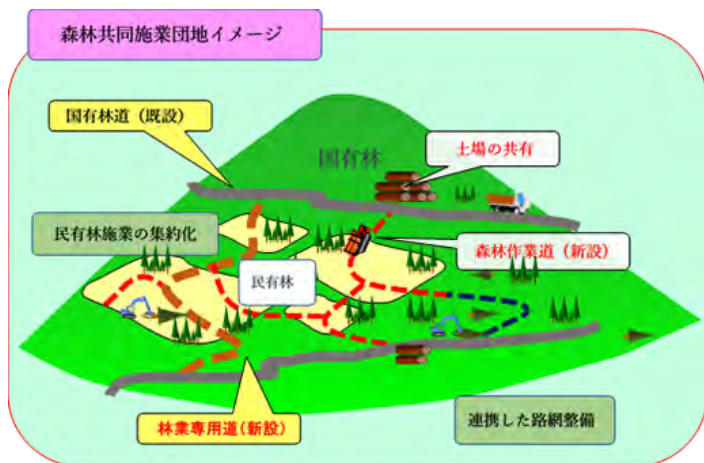 森林共同施業団地イメージ
国有林道（既設）
国有林
土場の共有
民有林施業の集約化
森林作業道（新設）
民有林
林業専用道（新設）
連携した路網整備